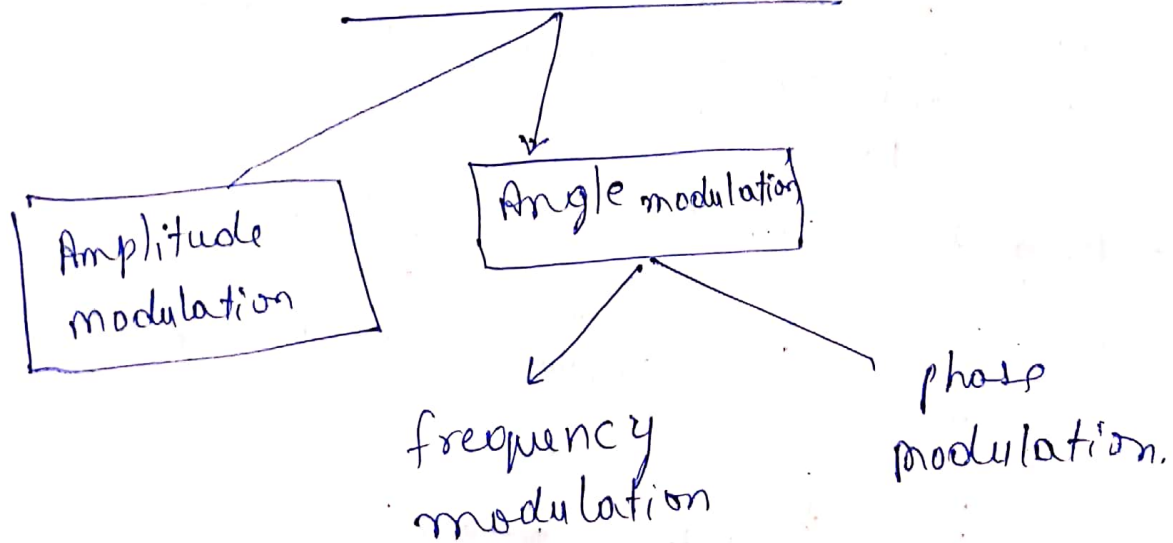 Amplitude
modulation
Angle modulation
frequency
modulation
phase
modulation.